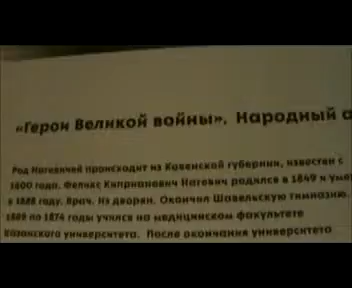 «Герои Великой войны». Народный
Род Нагевичей происходит из Ковенской губернии, известен с
1600 года. Феликс Киприанович Нагевич родился в 1849 и
в 1888 году. Врач. Из дворян. Окончил Шавельскую гимназию.
1869 по 1874 годы учился на медицинском факультете
Казанского университета. После окончания университета